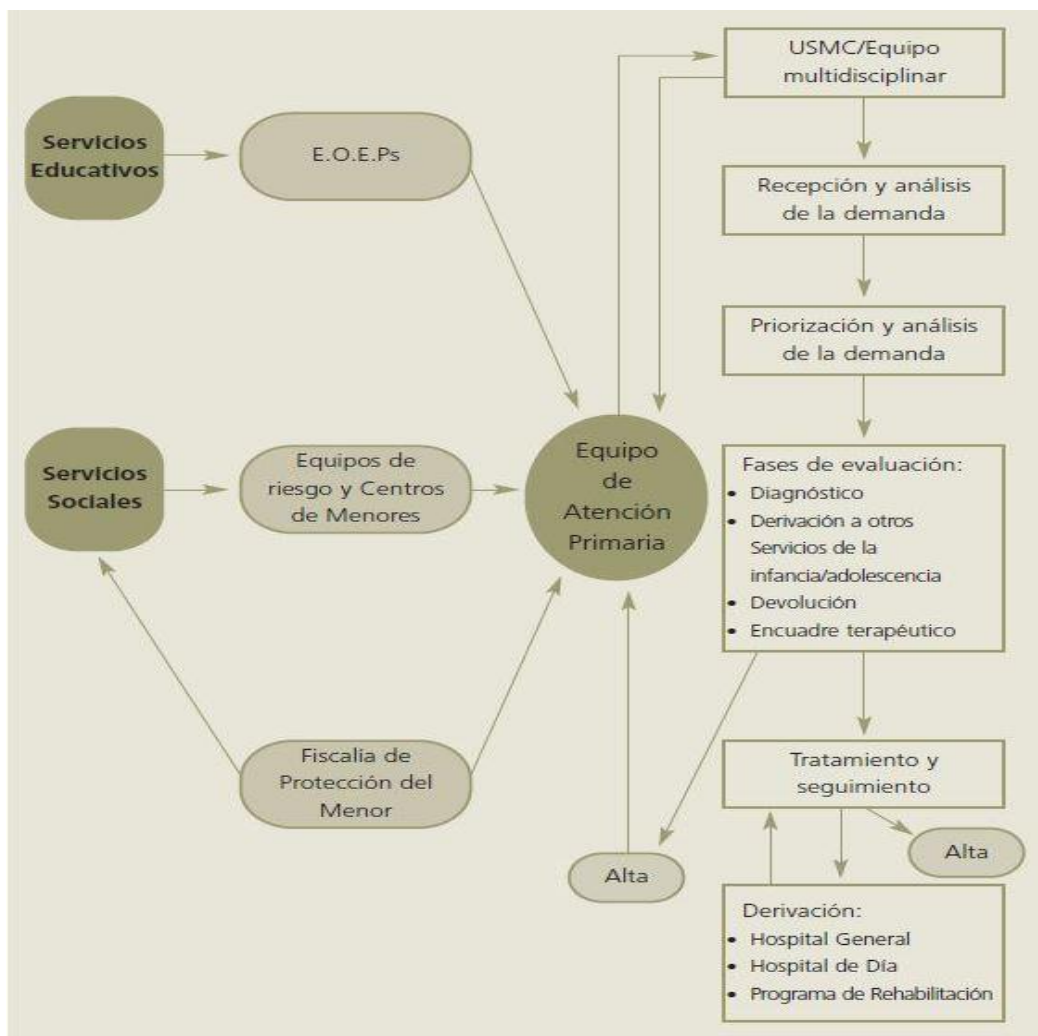 USMC/Equipo
multidisciplinar
Servicios
Educativos
E.O.E.Ps
Recepción y análisis
de la demanda
Priorización y análisis
de la demanda
Servicios
Sociales
Equipos de
riesgo y Centros
de Menores
Equipo
de
Atención
Primaria
Fases de evaluación:
• Diagnóstico
• Derivación a otros
Servicios de la
infancia/adolescencia
• Devolución
• Encuadre terapéutico
Fiscalía de
Protección del
Menor
Tratamiento y
seguimiento
Alta
Alta
Derivación:
• Hospital General
• Hospital de Día
• Programa de Rehabilitación